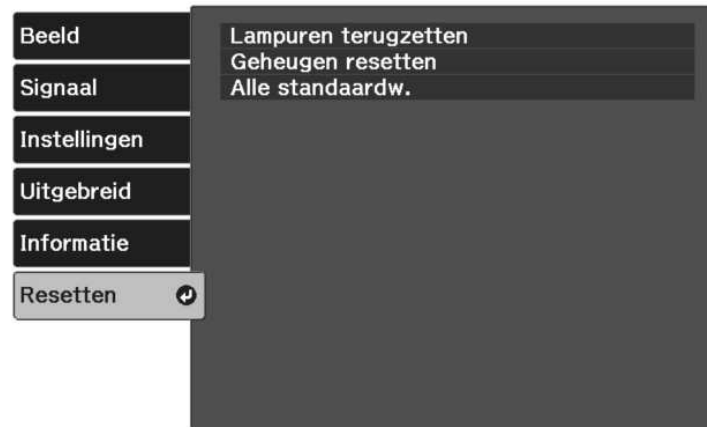 Beeld
Signaal
Instellingen
Uitgebreid
Informatie
Resetten
Lampuren terugzetten
Geheugen resetten
Alle standaardw.